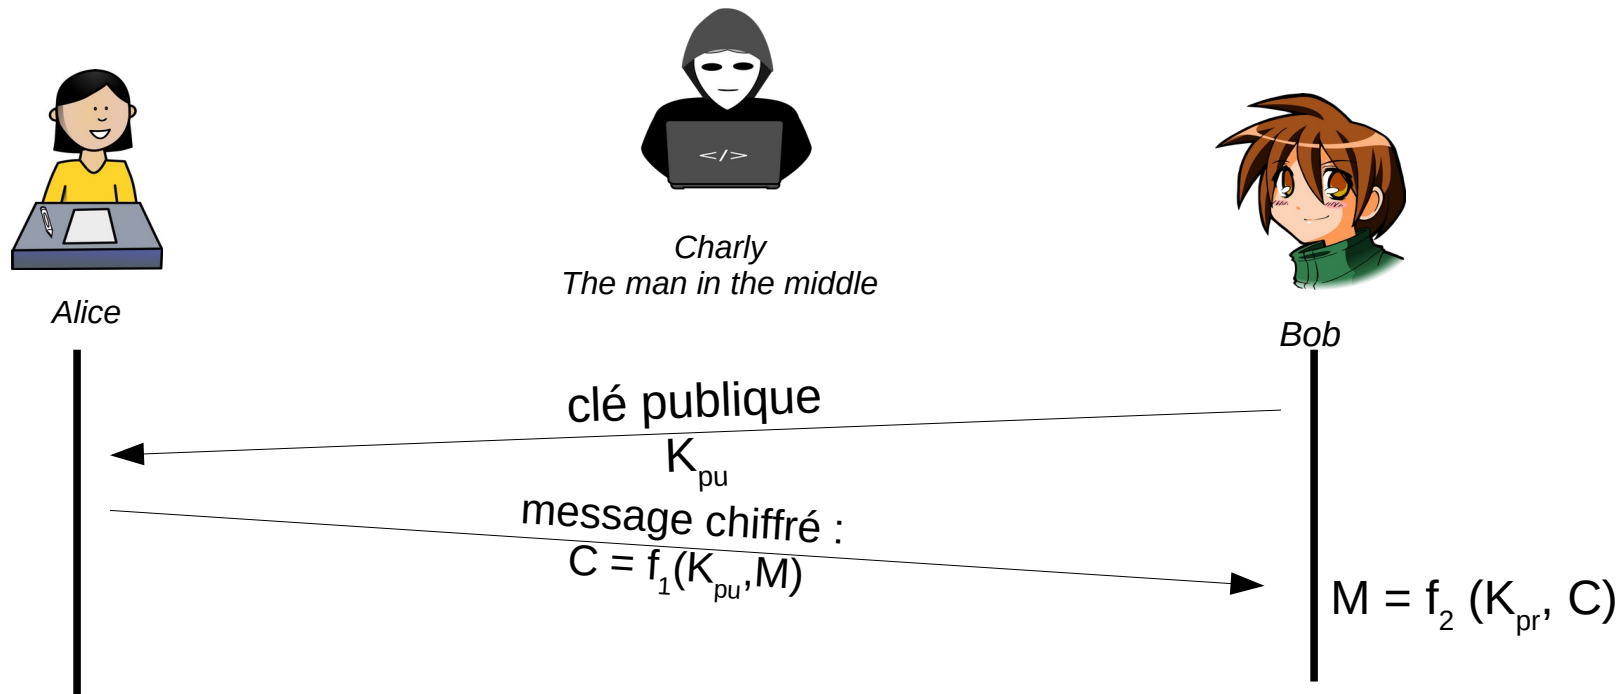 </>
Charly
The man in the middle
Alice
Bob
clé publique
Kpu
message chiffré :
C = f1(Kpu,M)
M = f2 (Kpr, C)